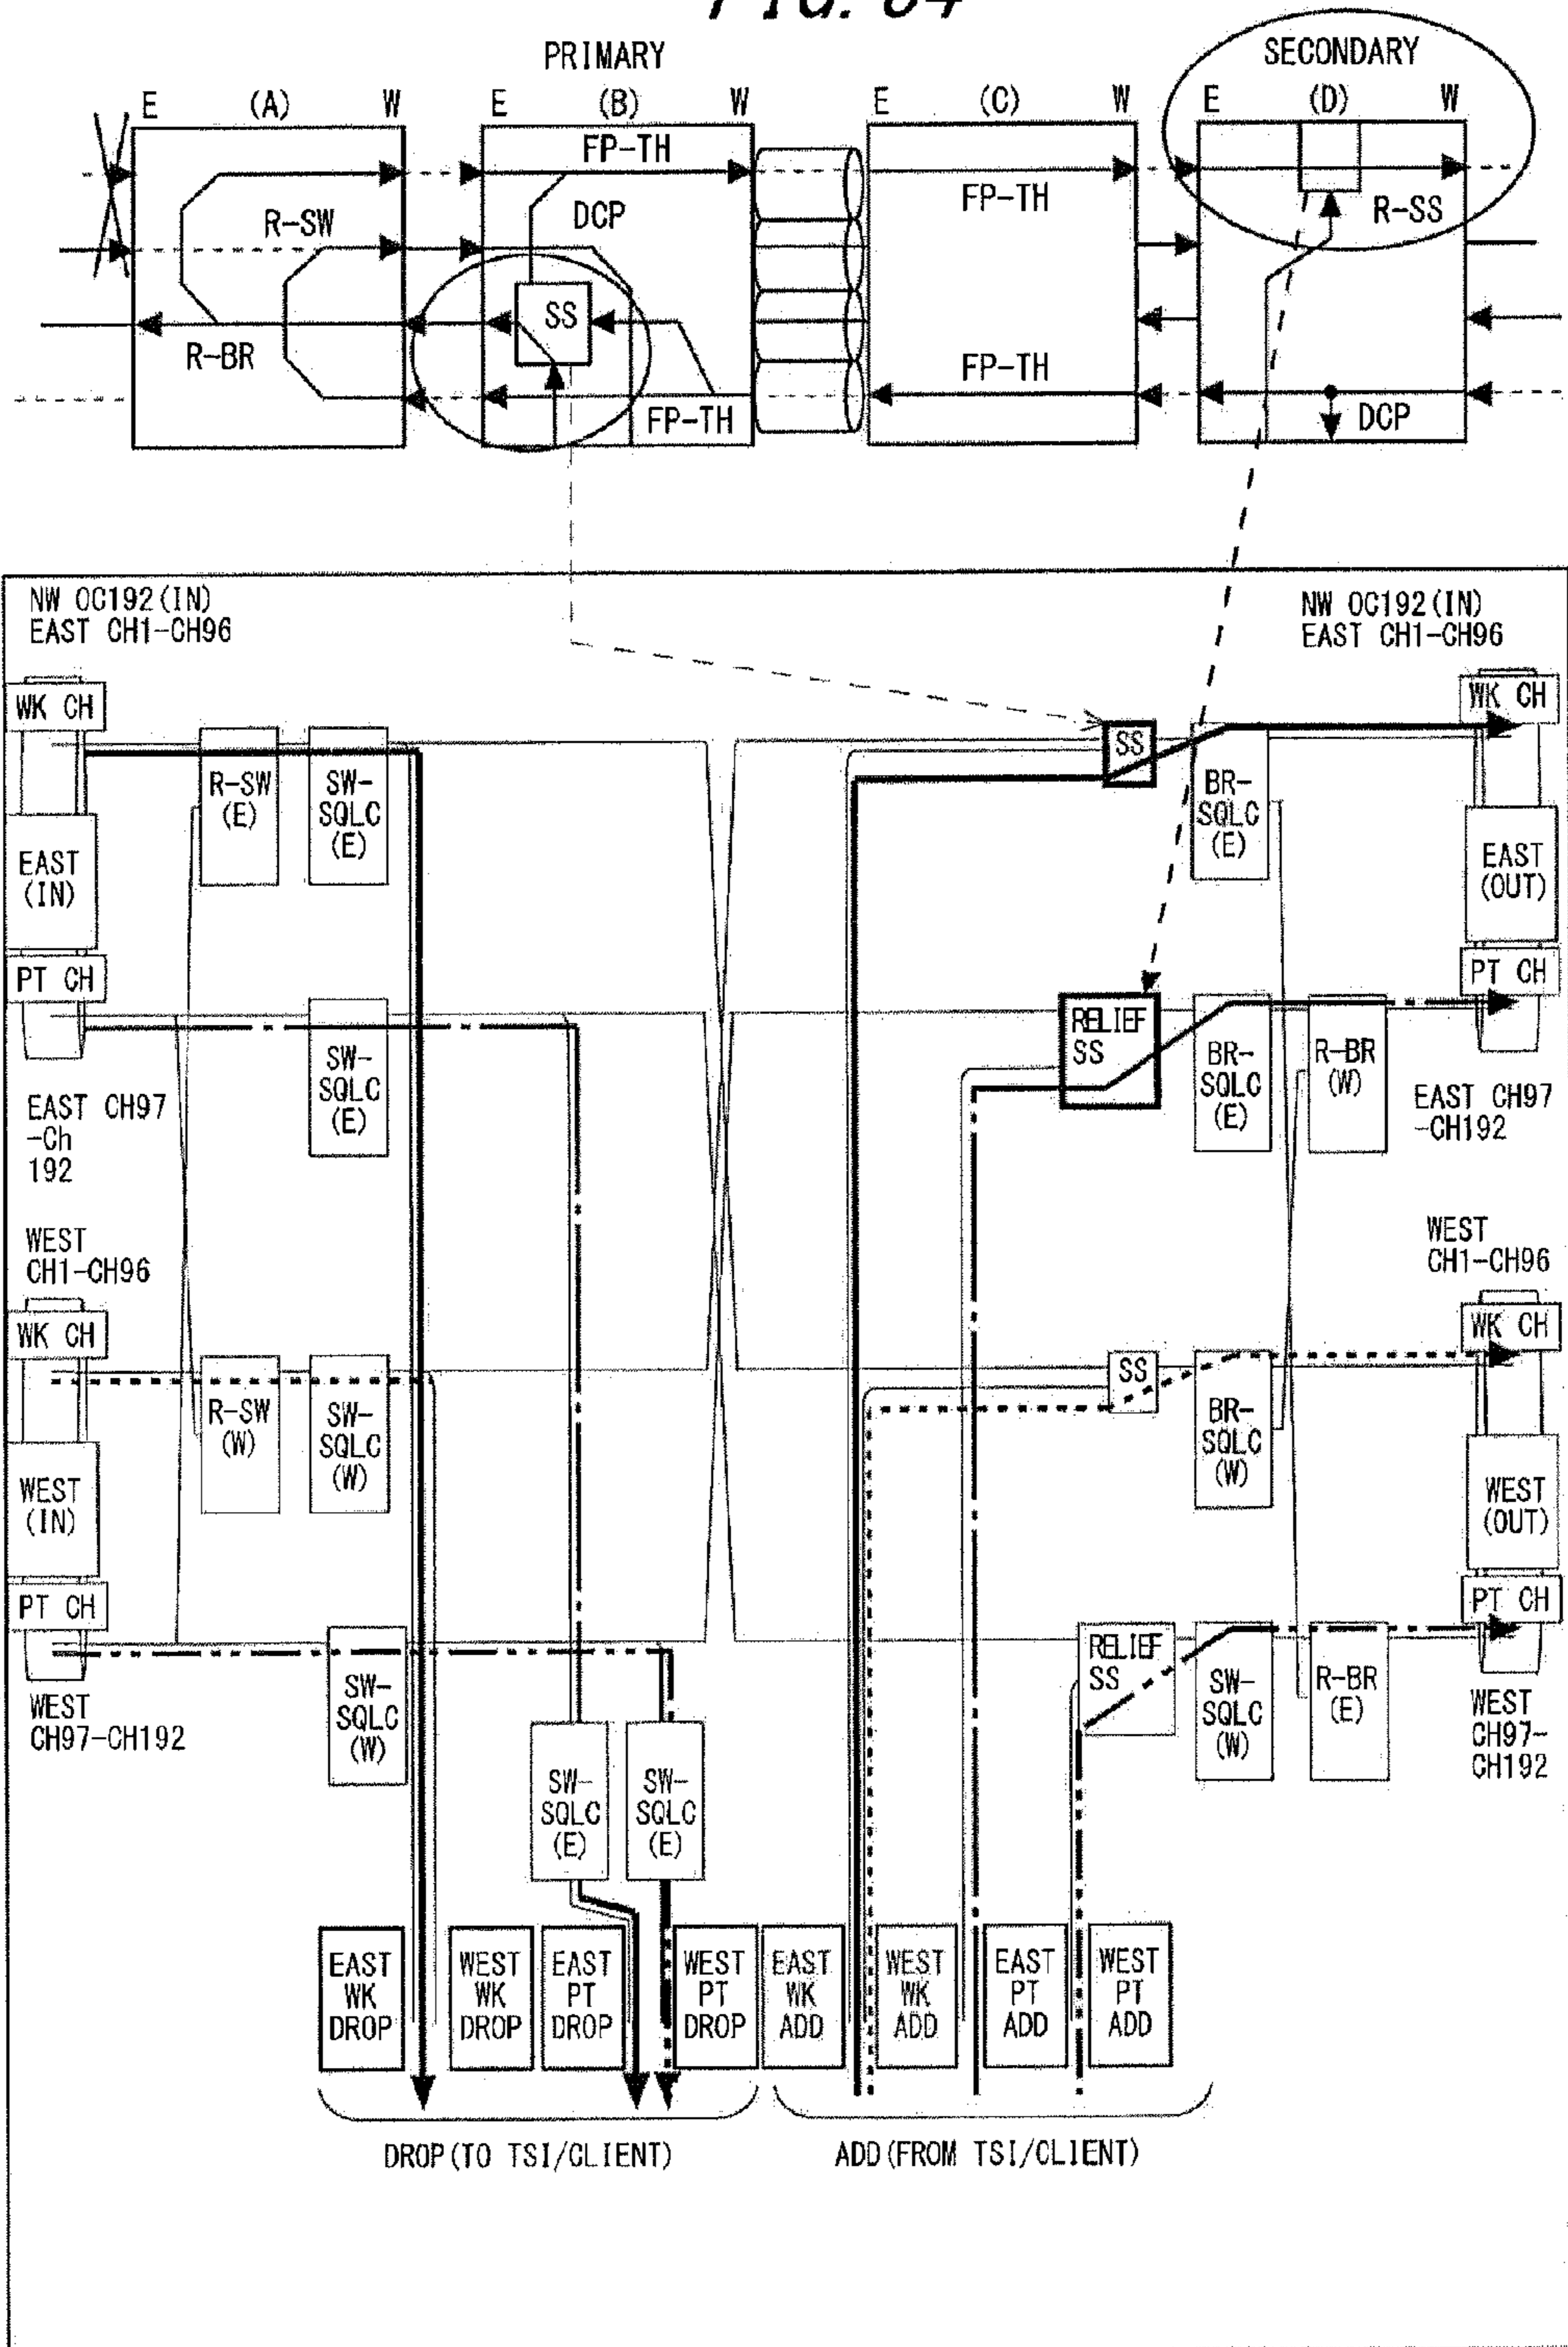 FIG. 64
PRIMARY
SECONDARY
E (A) W
E (B) W
E (C) W
E (D) W
FP-TH
DCP
R-SW
SS
R-BR
FP-TH
FP-TH
FP-TH
R-SS
DCP
NW OC192(IN)
EAST CH1-CH96
NW OC192(IN)
EAST CH1-CH96
WK CH
WK CH
R-SW
(E)
SW-
SQLC
(E)
SS
BR-
SQLC
(E)
EAST
(IN)
EAST
(OUT)
PT CH
PT CH
SW-
SQLC
(E)
RELIEF
SS
BR-
SQLC
(E)
R-BR
(W)
EAST CH97
-Ch
192
EAST CH97
-CH192
WEST
CH1-CH96
WEST
CH1-CH96
WK CH
WK CH
R-SW
(W)
SW-
SQLC
(W)
SS
BR-
SQLC
(W)
WEST
(IN)
WEST
(OUT)
PT CH
PT CH
SW-
SQLC
(W)
RELIEF
SS
SW-
SQLC
(W)
R-BR
(E)
WEST
CH97-CH192
WEST
CH97-
CH192
SW-
SQLC
(E)
SW-
SQLC
(E)
EAST
WK
DROP
WEST
WK
DROP
EAST
PT
DROP
WEST
PT
DROP
EAST
WK
ADD
WEST
WK
ADD
EAST
PT
ADD
WEST
PT
ADD
DROP(TO TSI/CLIENT)
ADD(FROM TSI/CLIENT)